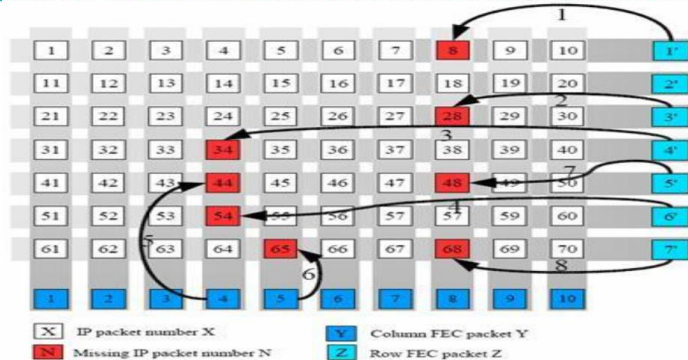 1
1 2 3 4 5 6 7 8 9 10 1'
11 12 13 14 15 16 17 18 19 20 2'
2
21 22 23 24 25 26 27 28 29 30 3'
3
31 32 33 34 35 36 37 38 39 40 4'
7
41 42 43 44 45 46 47 48 49 50 5'
4
51 52 53 54 55 56 57 57 59 60 6'
5
61 62 63 64 65 66 67 68 69 70 7'
6 8
1 2 3 4 5 6 7 8 9 10
X IP packet number X Y Column FEC packet Y
N Missing IP packet number N Z Row FEC packet Z